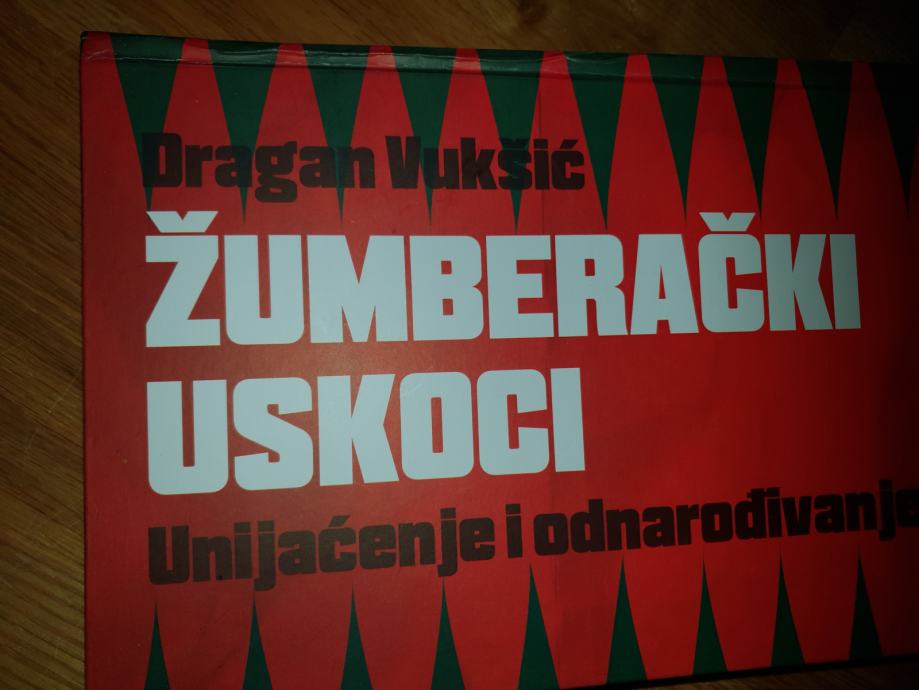 Dragan Vukšić
ŽUMBERAČKI
USKOCI
Unijaćenje i odnarođivanje